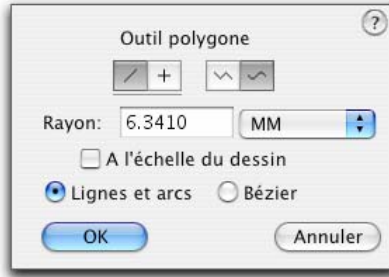 ?
Outil polygone
Rayon: 6.3410 MM
A l'échelle du dessin
Lignes et arcs Bézier
OK Annuler